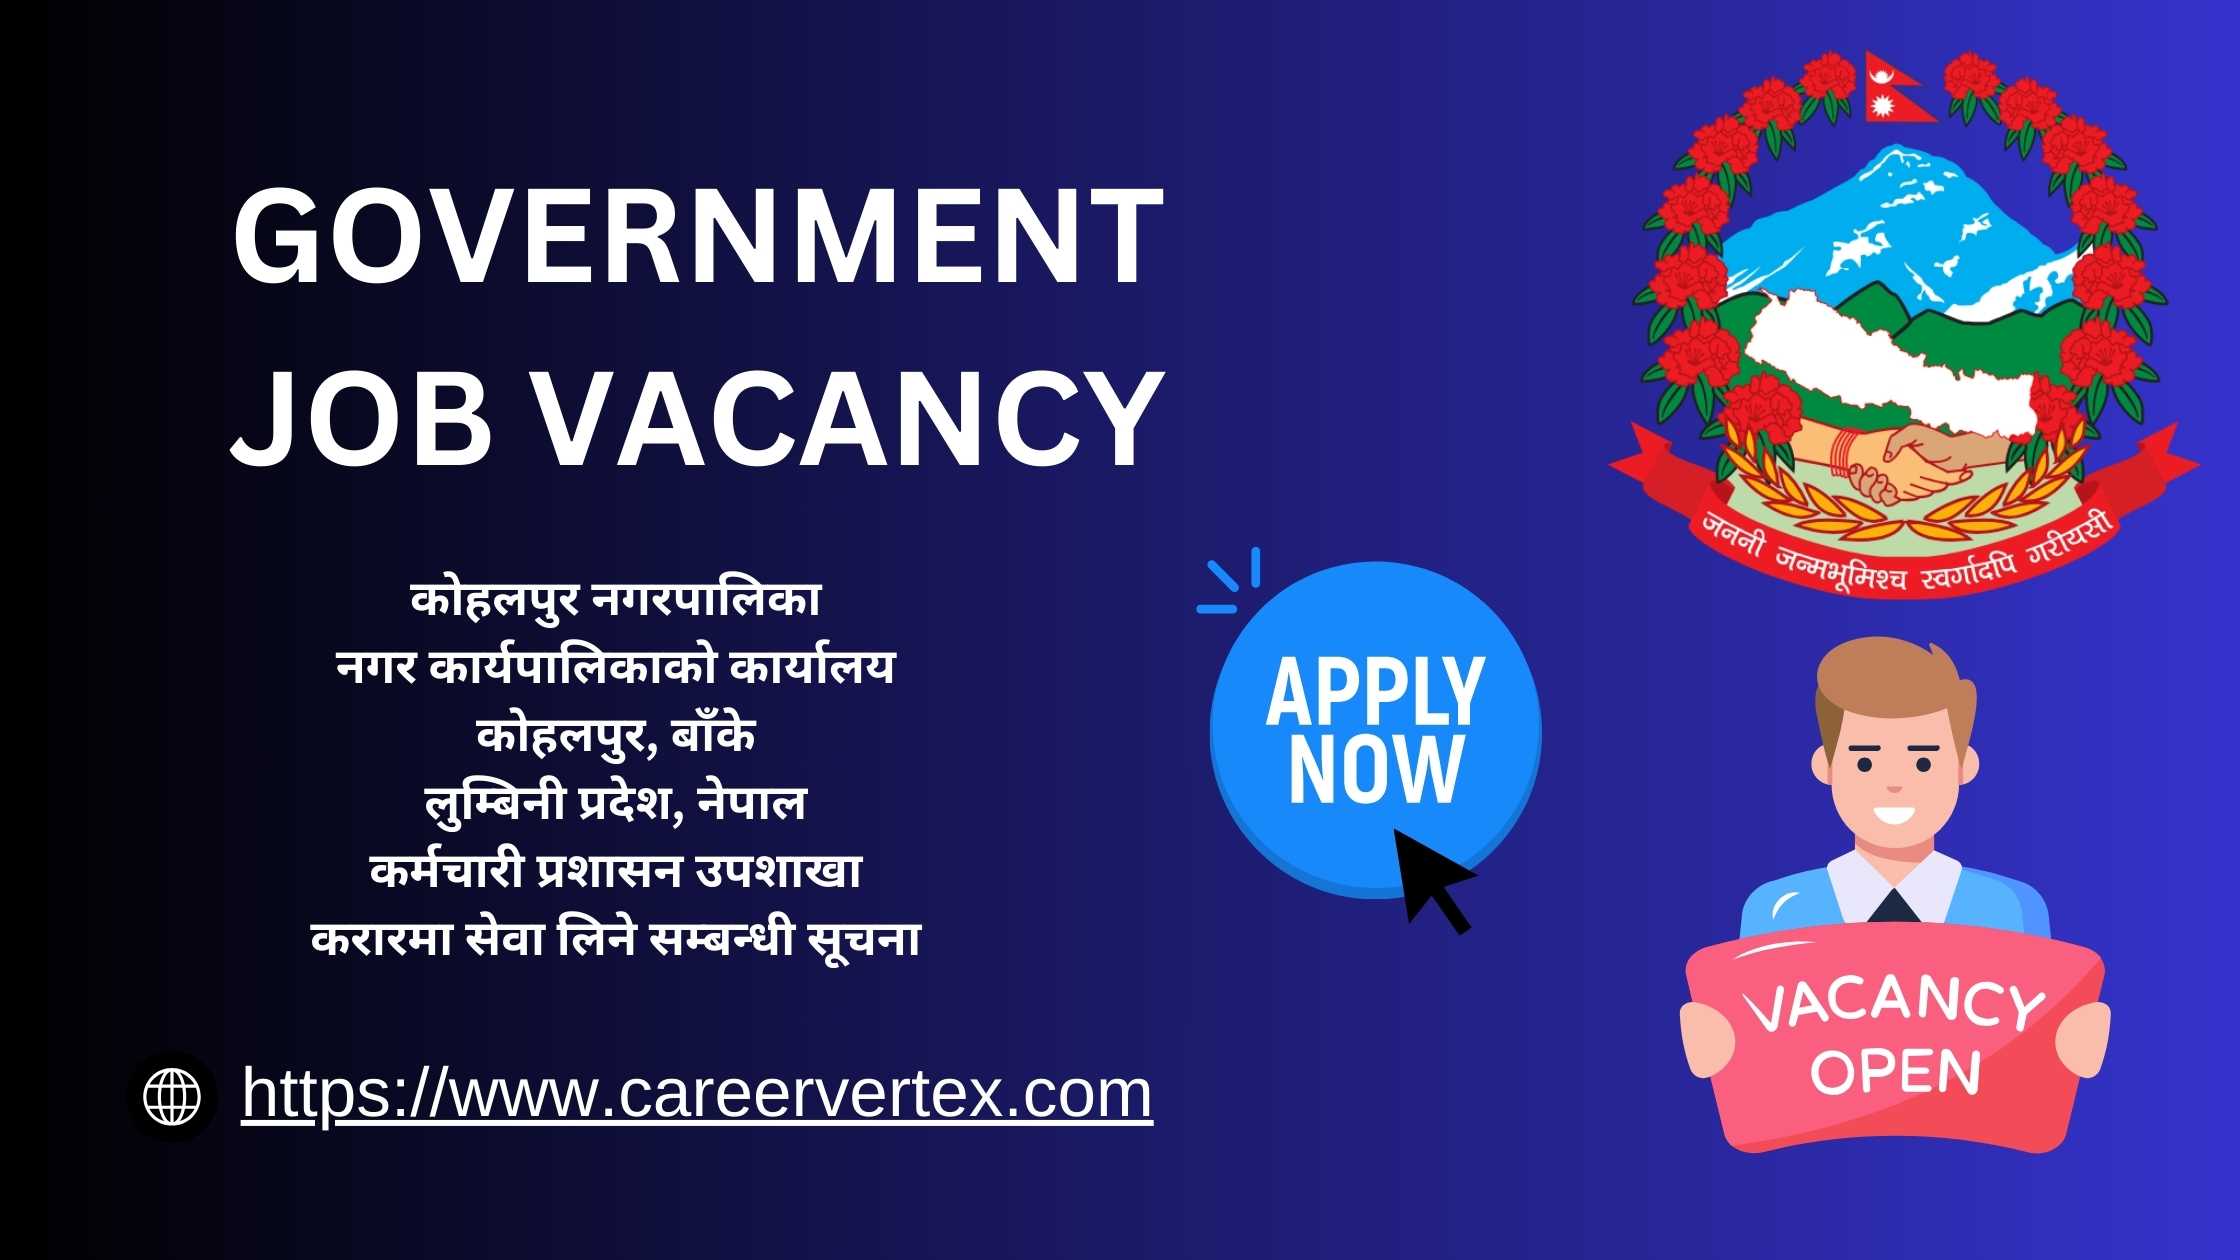 GOVERNMENT
JOB VACANCY
कोहलपुर नगरपालिका
नगर कार्यपालिकाको कार्यालय
कोहलपुर, बाँके
लुम्बिनी प्रदेश, नेपाल
कर्मचारी प्रशासन उपशाखा
करारमा सेवा लिने सम्बन्धी सूचना
https://www.careervertex.com
APPLY
NOW
जननी जन्मभूमिश्च स्वर्गादपि गरीयसी
VACANCY
OPEN